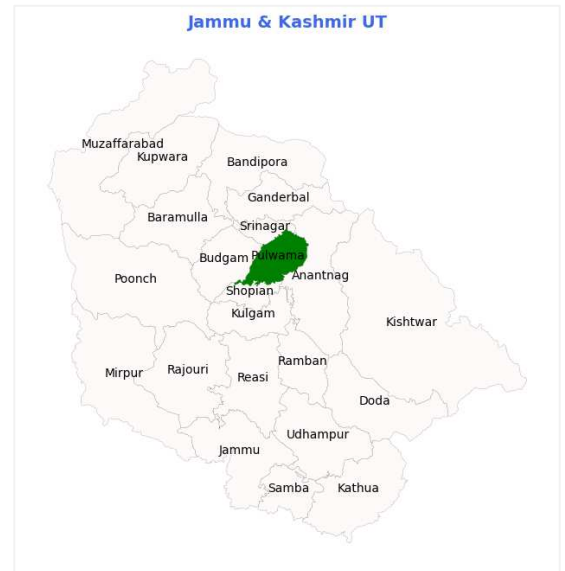 Jammu & Kashmir UT
Muzaffarabad
Kupwara
Bandipora
Ganderbal
Baramulla
Srinagar
Budgam
Pulwama
Anantnag
Poonch
Shopian
Kulgam
Kishtwar
Ramban
Rajouri
Mirpur
Reasi
Doda
Udhampur
Jammu
Samba
Kathua